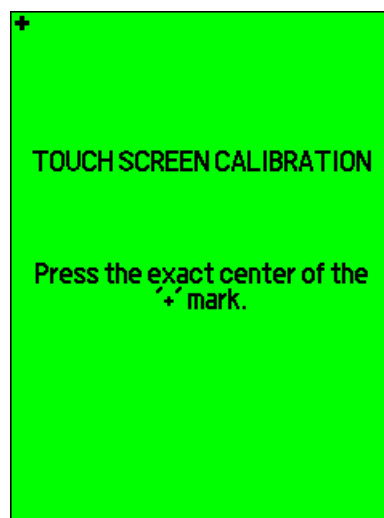 +
TOUCH SCREEN CALIBRATION
Press the exact center of the
´+´ mark.